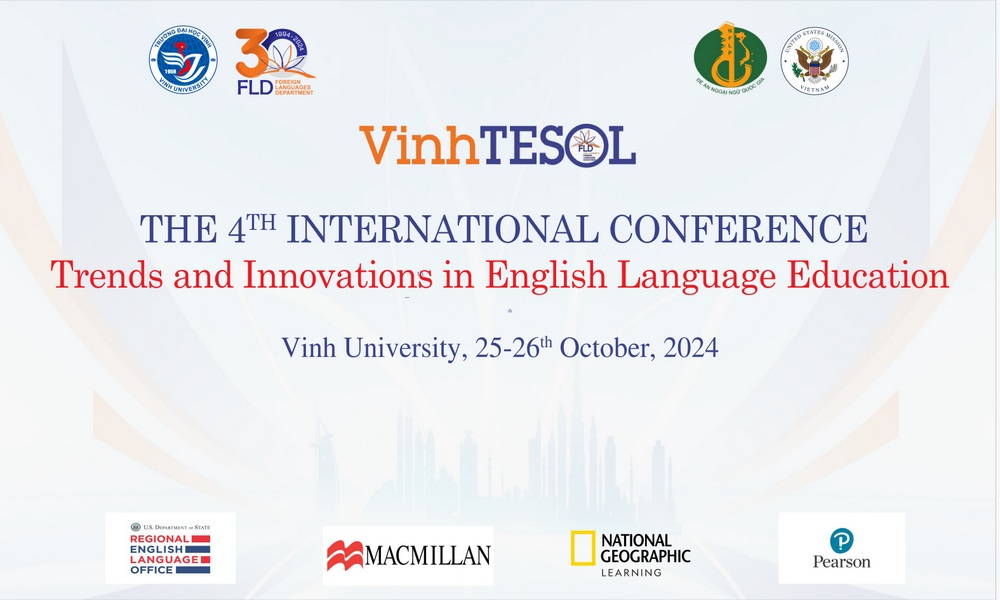 TRƯỜNG ĐẠI HỌC VINH
1959
VINH UNIVERSITY
30
1994 - 2024
FLD
FOREIGN
LANGUAGES
DEPARTMENT
NFLP
ĐỀ ÁN NGOẠI NGỮ QUỐC GIA
UNITED STATES MISSION
VIETNAM
VinhTESOL
FLD
THE 4TH INTERNATIONAL CONFERENCE
Trends and Innovations in English Language Education
Vinh University, 25-26th October, 2024
U.S. DEPARTMENT OF STATE
REGIONAL
ENGLISH
LANGUAGE
OFFICE
MACMILLAN
NATIONAL
GEOGRAPHIC
LEARNING
P
Pearson